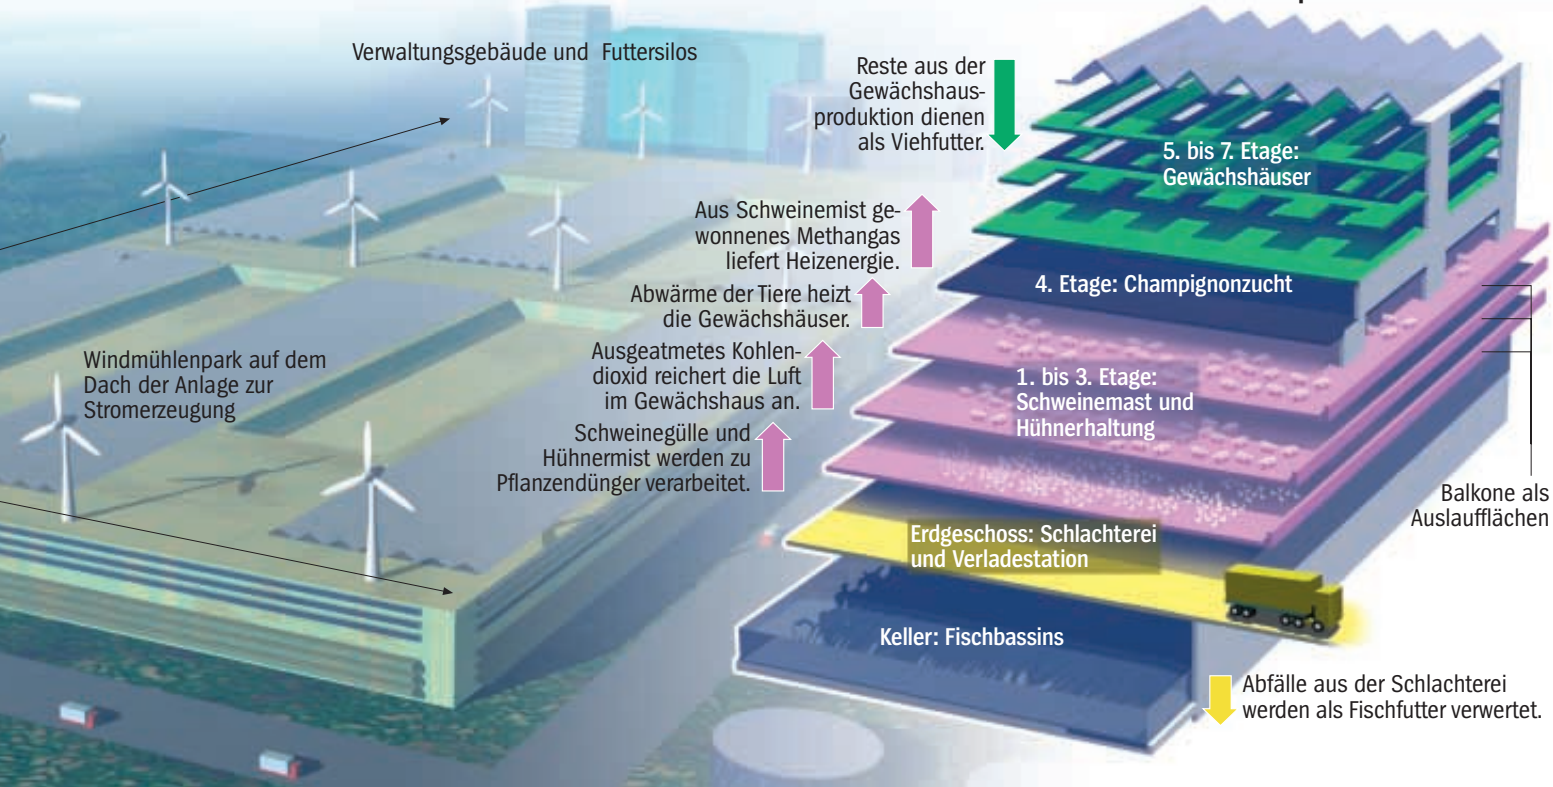 Verwaltungsgebäude und Futtersilos
Windmühlenpark auf dem
Dach der Anlage zur
Stromerzeugung
Reste aus der
Gewächshaus-
produktion dienen
als Viehfutter.
Aus Schweinemist ge-
wonnenes Methangas
liefert Heizenergie.
Abwärme der Tiere heizt
die Gewächshäuser.
Ausgeatmetes Kohlen-
dioxid reichert die Luft
im Gewächshaus an.
Schweinegülle und
Hühnermist werden zu
Pflanzendünger verarbeitet.
5. bis 7. Etage:
Gewächshäuser
4. Etage: Champignonzucht
1. bis 3. Etage:
Schweinemast und
Hühnerhaltung
Balkone als
Auslaufflächen
Erdgeschoss: Schlachterei
und Verladestation
Keller: Fischbassins
Abfälle aus der Schlachterei
werden als Fischfutter verwertet.